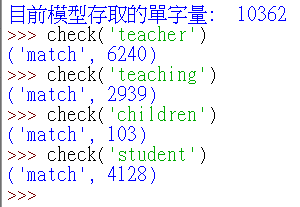 目前模型存取的單字量:  10362
>>> check('teacher')
('match', 6240)
>>> check('teaching')
('match', 2939)
>>> check('children')
('match', 103)
>>> check('student')
('match', 4128)
>>>